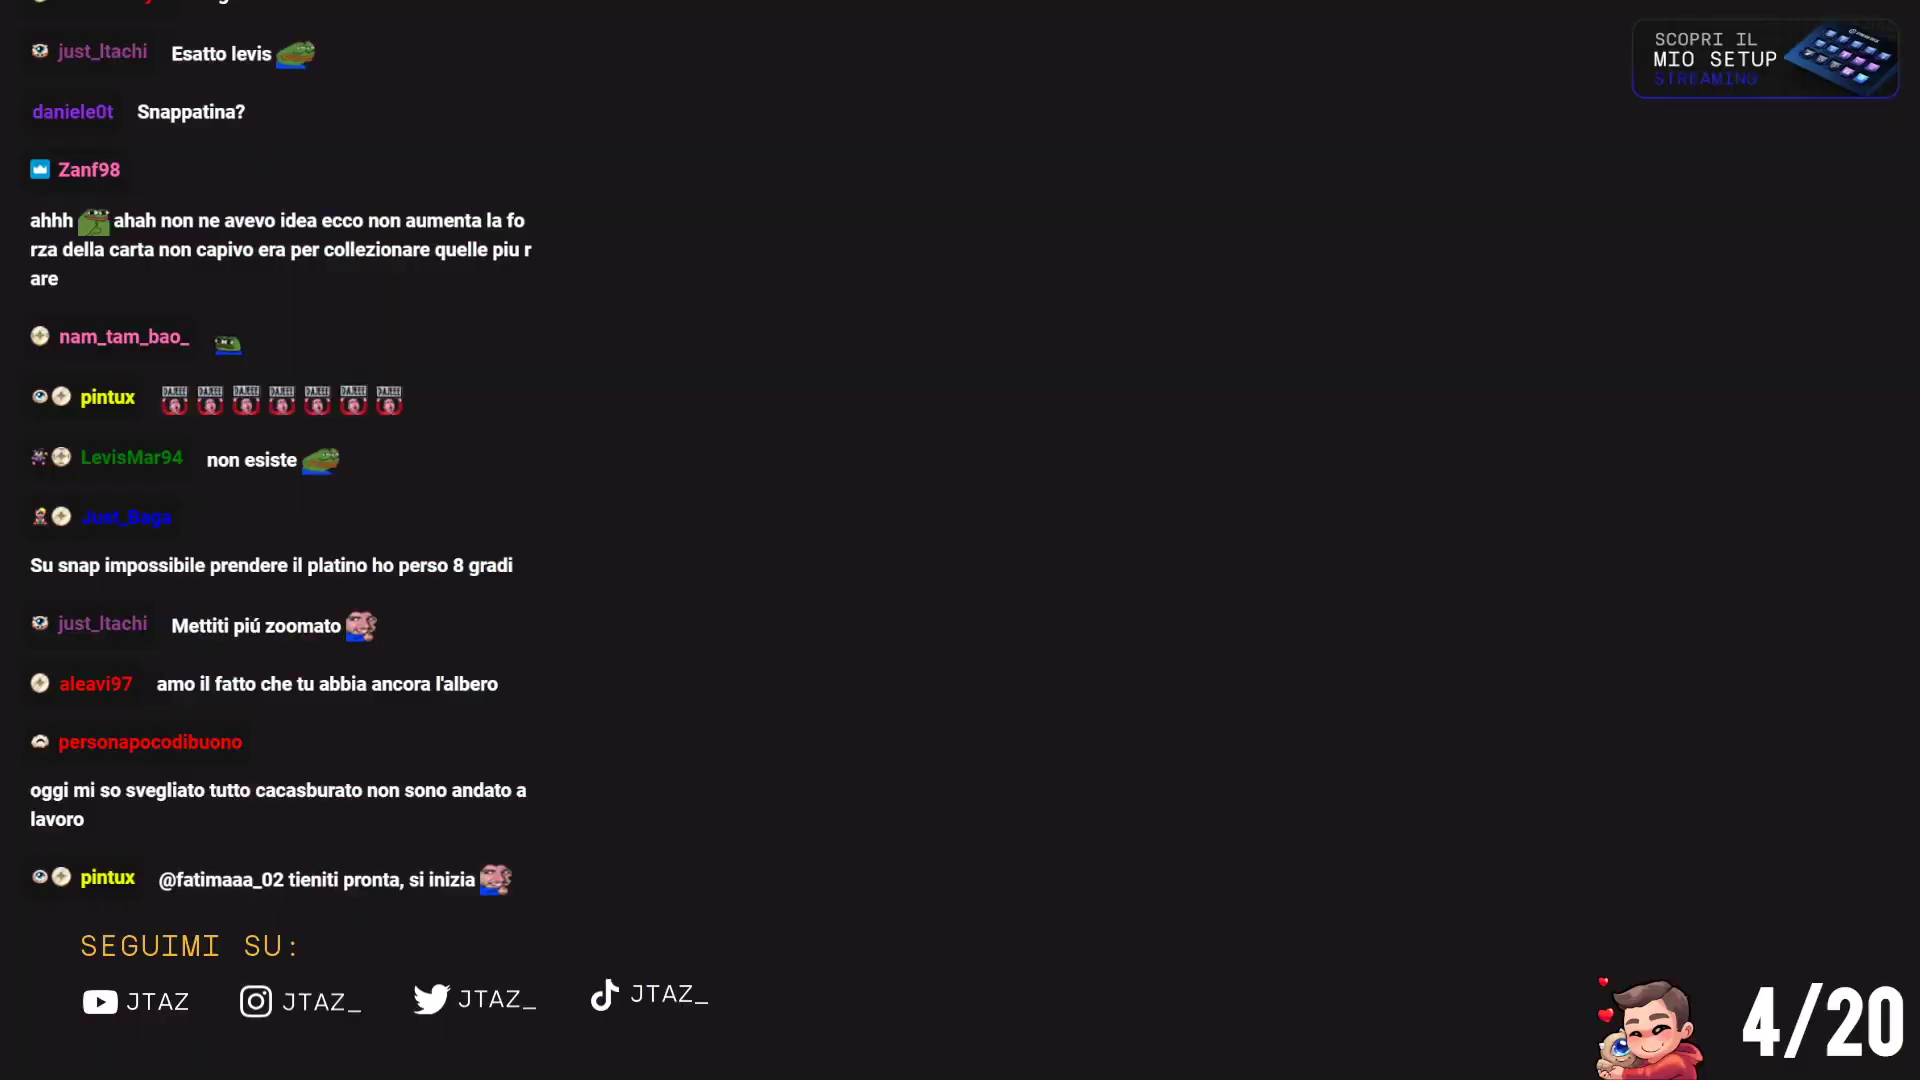 just_Itachi Esatto levis
daniele0t Snappatina?
Zanf98
ahhh ahah non ne avevo idea ecco non aumenta la fo
rza della carta non capivo era per collezionare quelle piu r
are
nam_tam_bao_
pintux
LevisMar94 non esiste
Just_Baga
Su snap impossibile prendere il platino ho perso 8 gradi
just_Itachi Mettiti piú zoomato
aleavi97 amo il fatto che tu abbia ancora l'albero
personapocodibuono
oggi mi so svegliato tutto cacasburato non sono andato a
lavoro
pintux @fatimaaa_02 tieniti pronta, si inizia
SEGUIMI SU:
JTAZ JTAZ_ JTAZ_ JTAZ_
SCOPRI IL
MIO SETUP
STREAMING
4/20